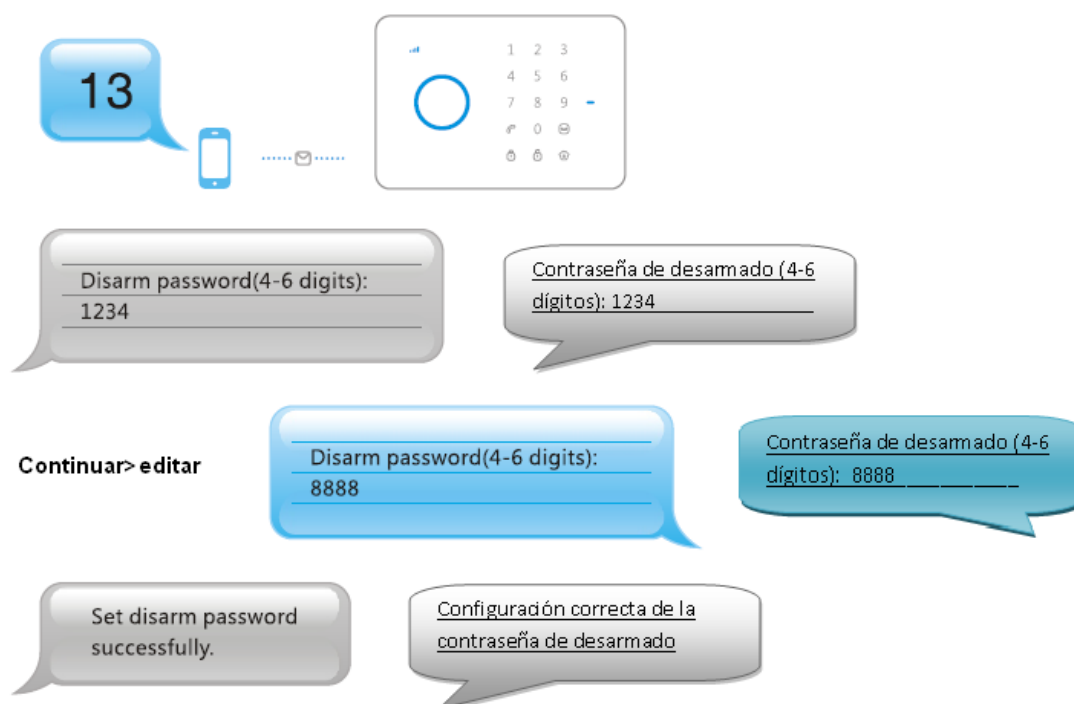 13
1 2 3
4 5 6
7 8 9
0
Disarm password(4-6 digits):
1234
Contraseña de desarmado (4-6
dígitos): 1234
Continuar> editar
Disarm password(4-6 digits):
8888
Contraseña de desarmado (4-6
dígitos): 8888
Set disarm password
successfully.
Configuración correcta de la
contraseña de desarmado